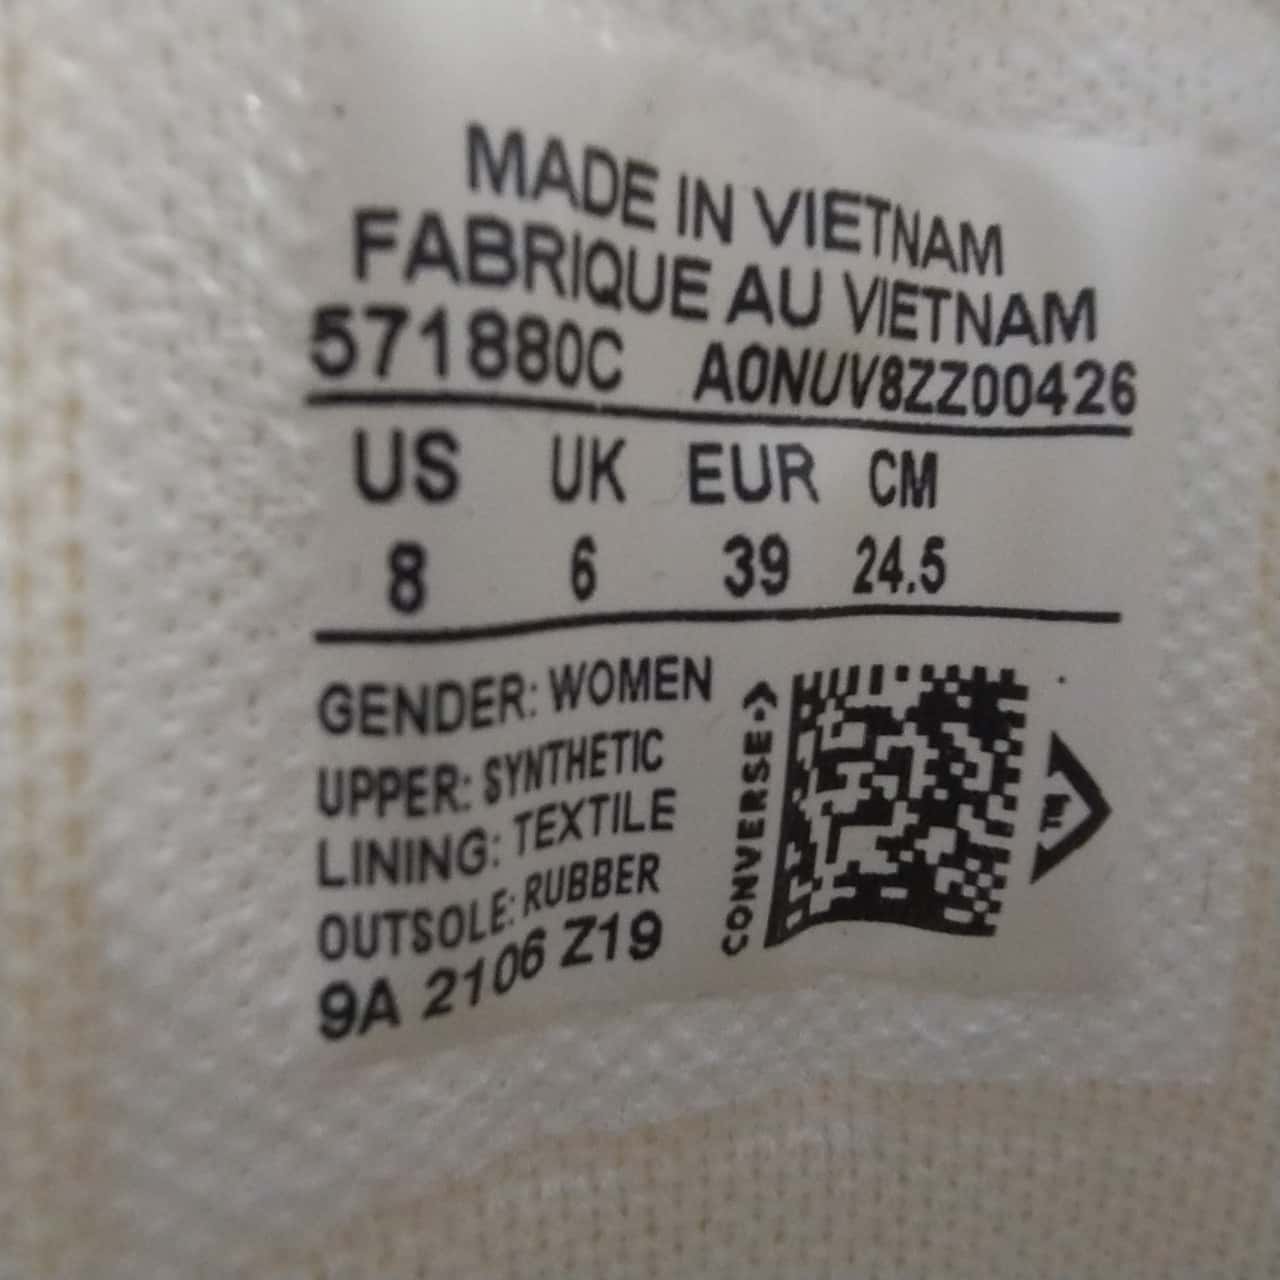 MADE IN VIETNAM
FABRIQUE AU VIETNAM
571880C A0NUV8ZZ00426
US UK EUR CM
8 6 39 24.5
GENDER: WOMEN
UPPER: SYNTHETIC
LINING: TEXTILE
OUTSOLE: RUBBER
9A 2106 Z19
CONVERSE
TM